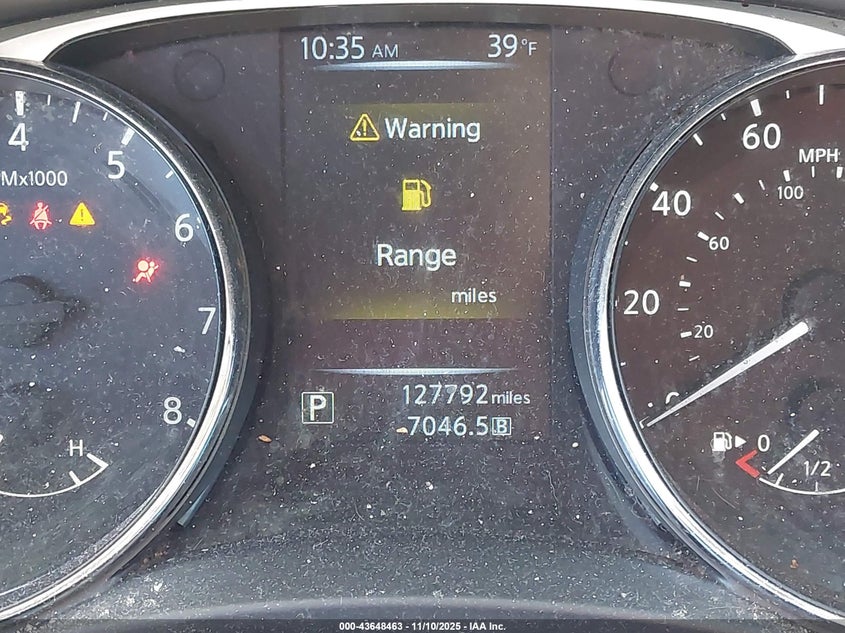 10:35 AM 39°F
Warning
Range
miles
P 127792 miles
7046.5 B
4
5
Mx1000
6
7
8
H
60
MPH
100
40
60
20
20
0
1/2
000-43648463 - 11/10/2025 - IAA Inc.